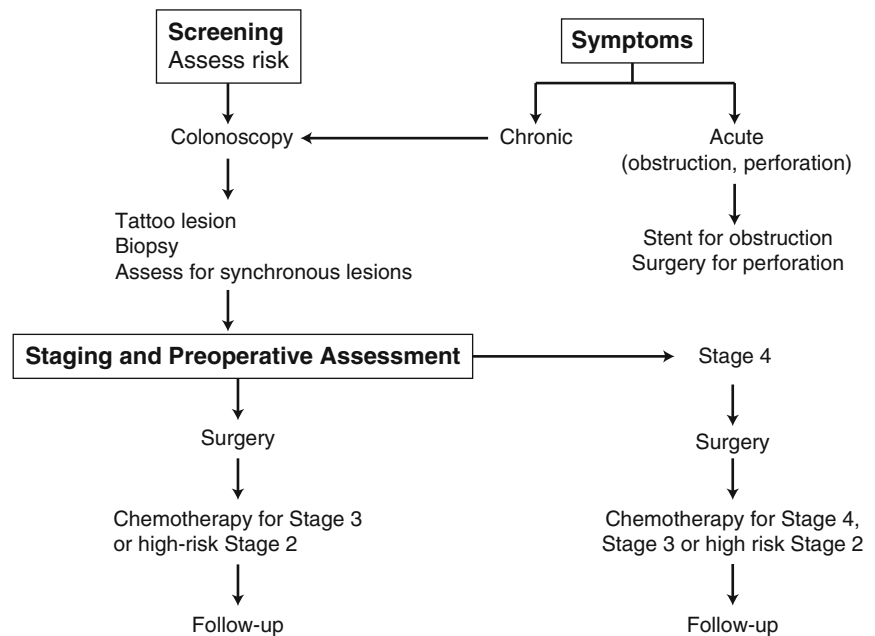 Screening
Assess risk
Symptoms
Colonoscopy
Chronic
Acute
(obstruction, perforation)
Tattoo lesion
Biopsy
Assess for synchronous lesions
Stent for obstruction
Surgery for perforation
Staging and Preoperative Assessment
Stage 4
Surgery
Surgery
Chemotherapy for Stage 3
or high-risk Stage 2
Chemotherapy for Stage 4,
Stage 3 or high risk Stage 2
Follow-up
Follow-up